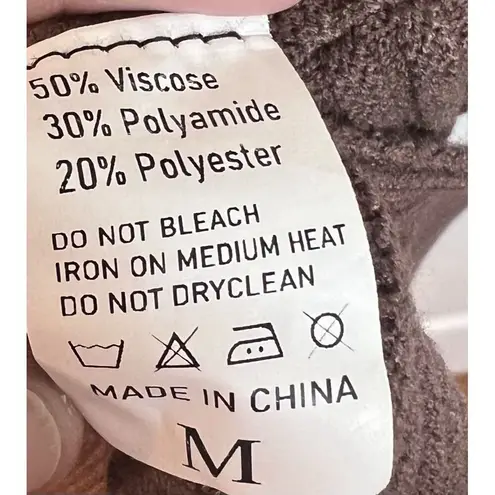 50% Viscose
30% Polyamide
20% Polyester
DO NOT BLEACH
IRON ON MEDIUM HEAT
DO NOT DRYCLEAN
MADE IN CHINA
M